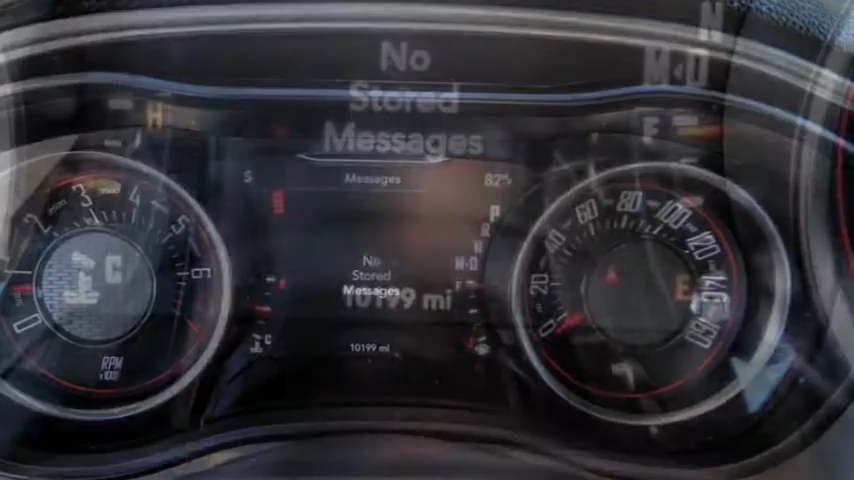 N
No
M◂D
Stored
H
F
Messages
S
Messages
82°
P
R
N
M◂D
No
Stored
Messages
10199 mi
C
E
10199 mi
C
0
1
2
3
4
5
6
RPM
0
20
40
60
80
100
120
140
160